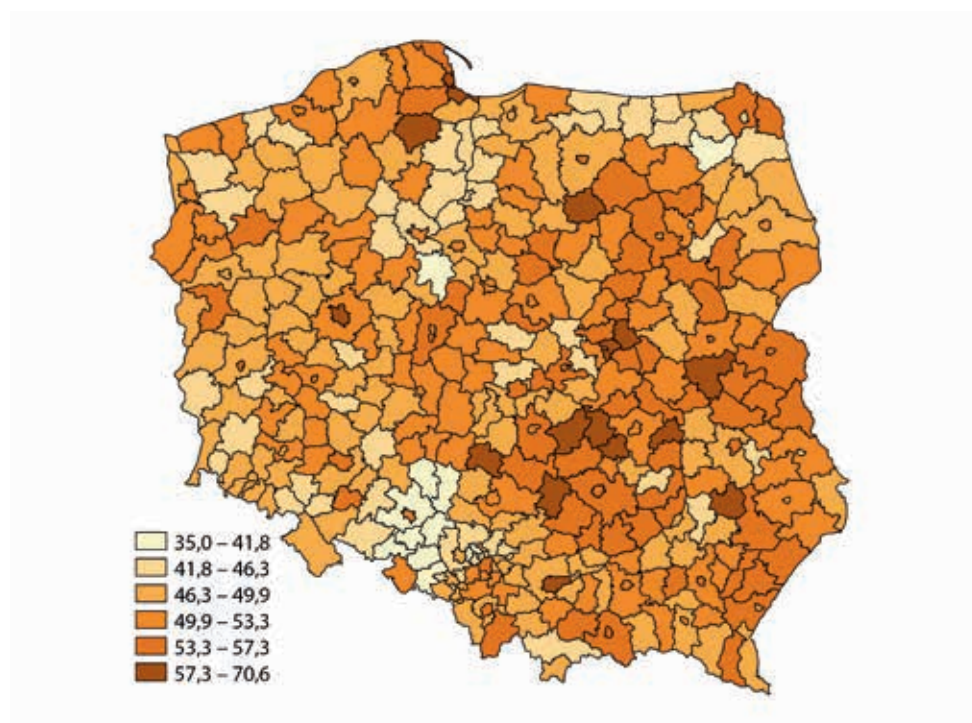 35,0 – 41,8
41,8 – 46,3
46,3 – 49,9
49,9 – 53,3
53,3 – 57,3
57,3 – 70,6